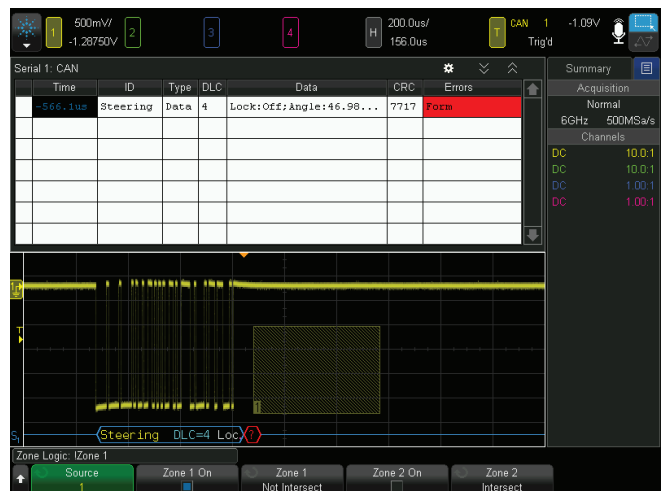 1 500mV/ -1.28750V 2 3 4 H 200.0us/ 156.0us T CAN 1 -1.09V Trig'd
Serial 1: CAN
Time ID Type DLC Data CRC Errors
-566.1us Steering Data 4 Lock:Off;Angle:46.98... 7717 Form
Summary
Acquisition
Normal
6GHz 500MSa/s
Channels
DC 10.0:1
DC 10.0:1
DC 1.00:1
DC 1.00:1
T
1
S1 Steering DLC=4 Loc ?
Zone Logic: !Zone 1
Source 1
Zone 1 On
Zone 1 Not Intersect
Zone 2 On
Zone 2 Intersect